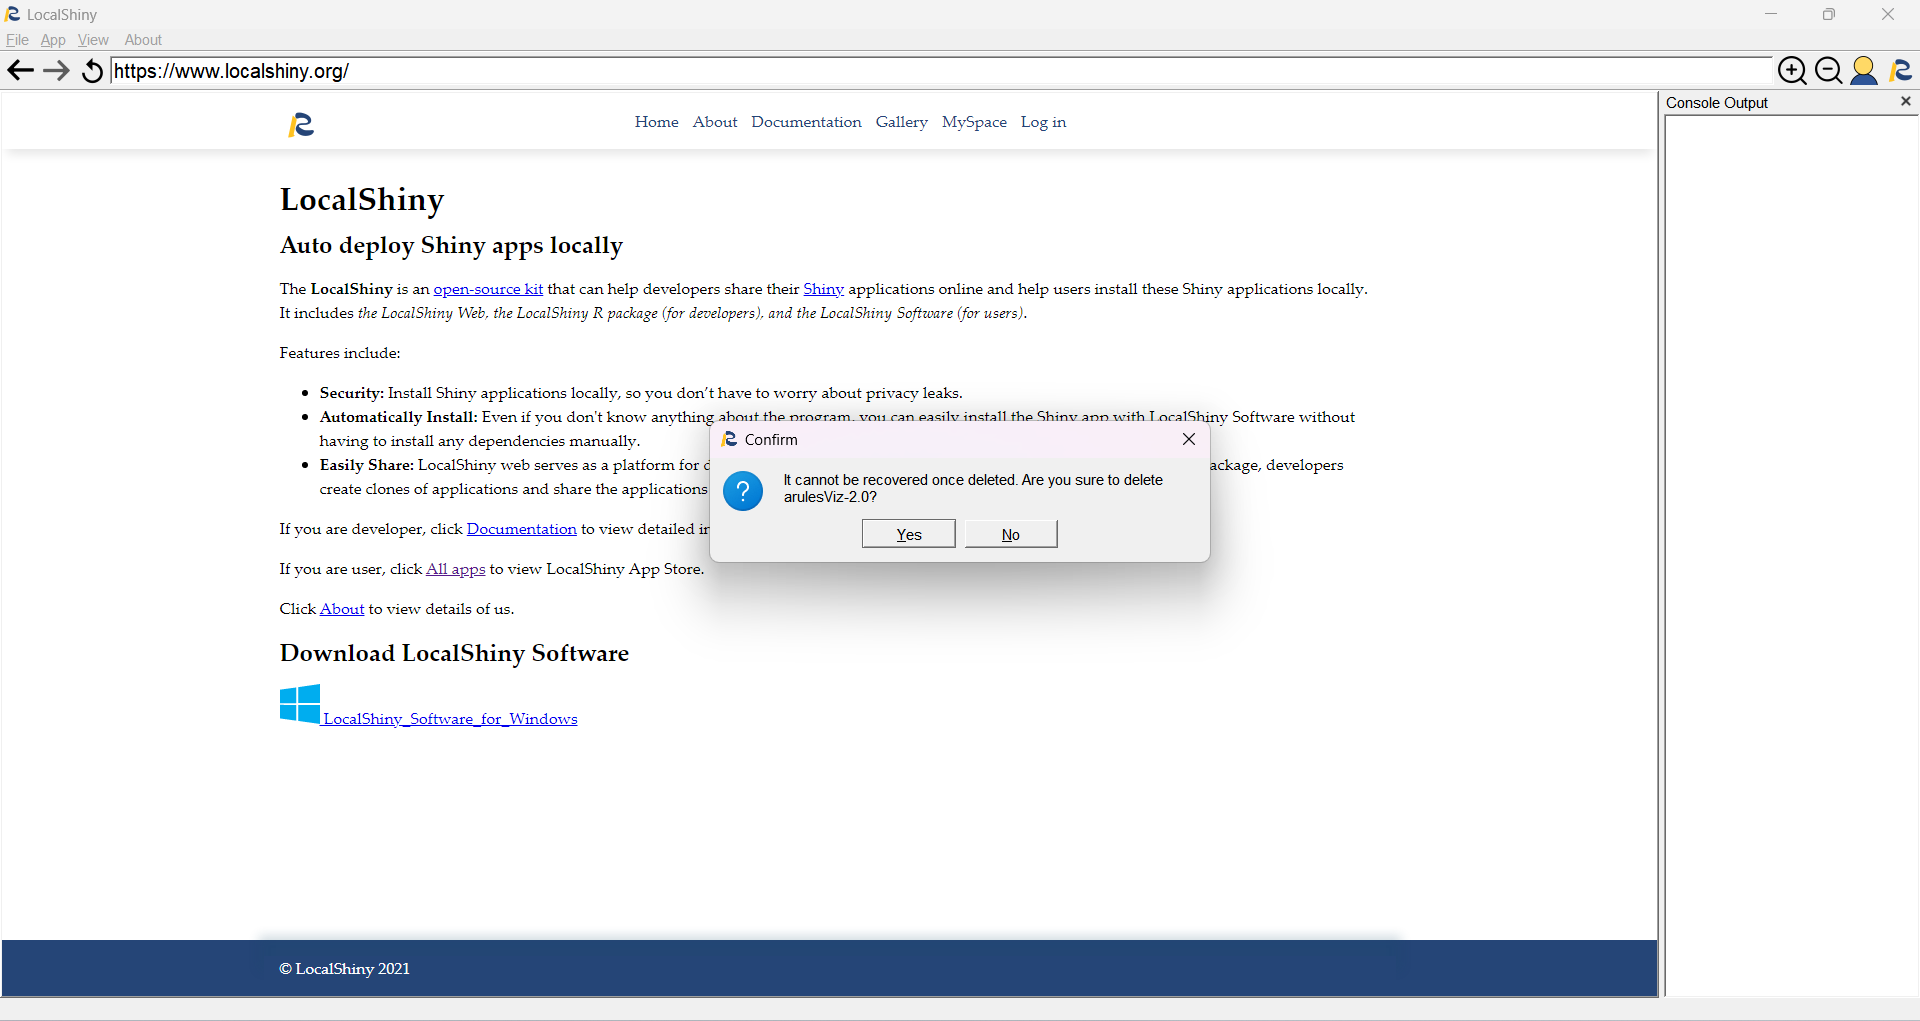 LocalShiny
File App View About
https://www.localshiny.org/
Console Output
Home About Documentation Gallery MySpace Log in
LocalShiny
Auto deploy Shiny apps locally
The LocalShiny is an open-source kit that can help developers share their Shiny applications online and help users install these Shiny applications locally.
It includes the LocalShiny Web, the LocalShiny R package (for developers), and the LocalShiny Software (for users).
Features include:
Security: Install Shiny applications locally, so you don't have to worry about privacy leaks.
Automatically Install: Even if you don't know anything about the program, you can easily install the Shiny app with LocalShiny Software without
having to install any dependencies manually.
Easily Share: LocalShiny web serves as a platform for ackage, developers
create clones of applications and share the applications
Confirm
It cannot be recovered once deleted. Are you sure to delete
arulesViz-2.0?
Yes No
If you are developer, click Documentation to view detailed
If you are user, click All apps to view LocalShiny App Store.
Click About to view details of us.
Download LocalShiny Software
LocalShiny_Software_for_Windows
© LocalShiny 2021